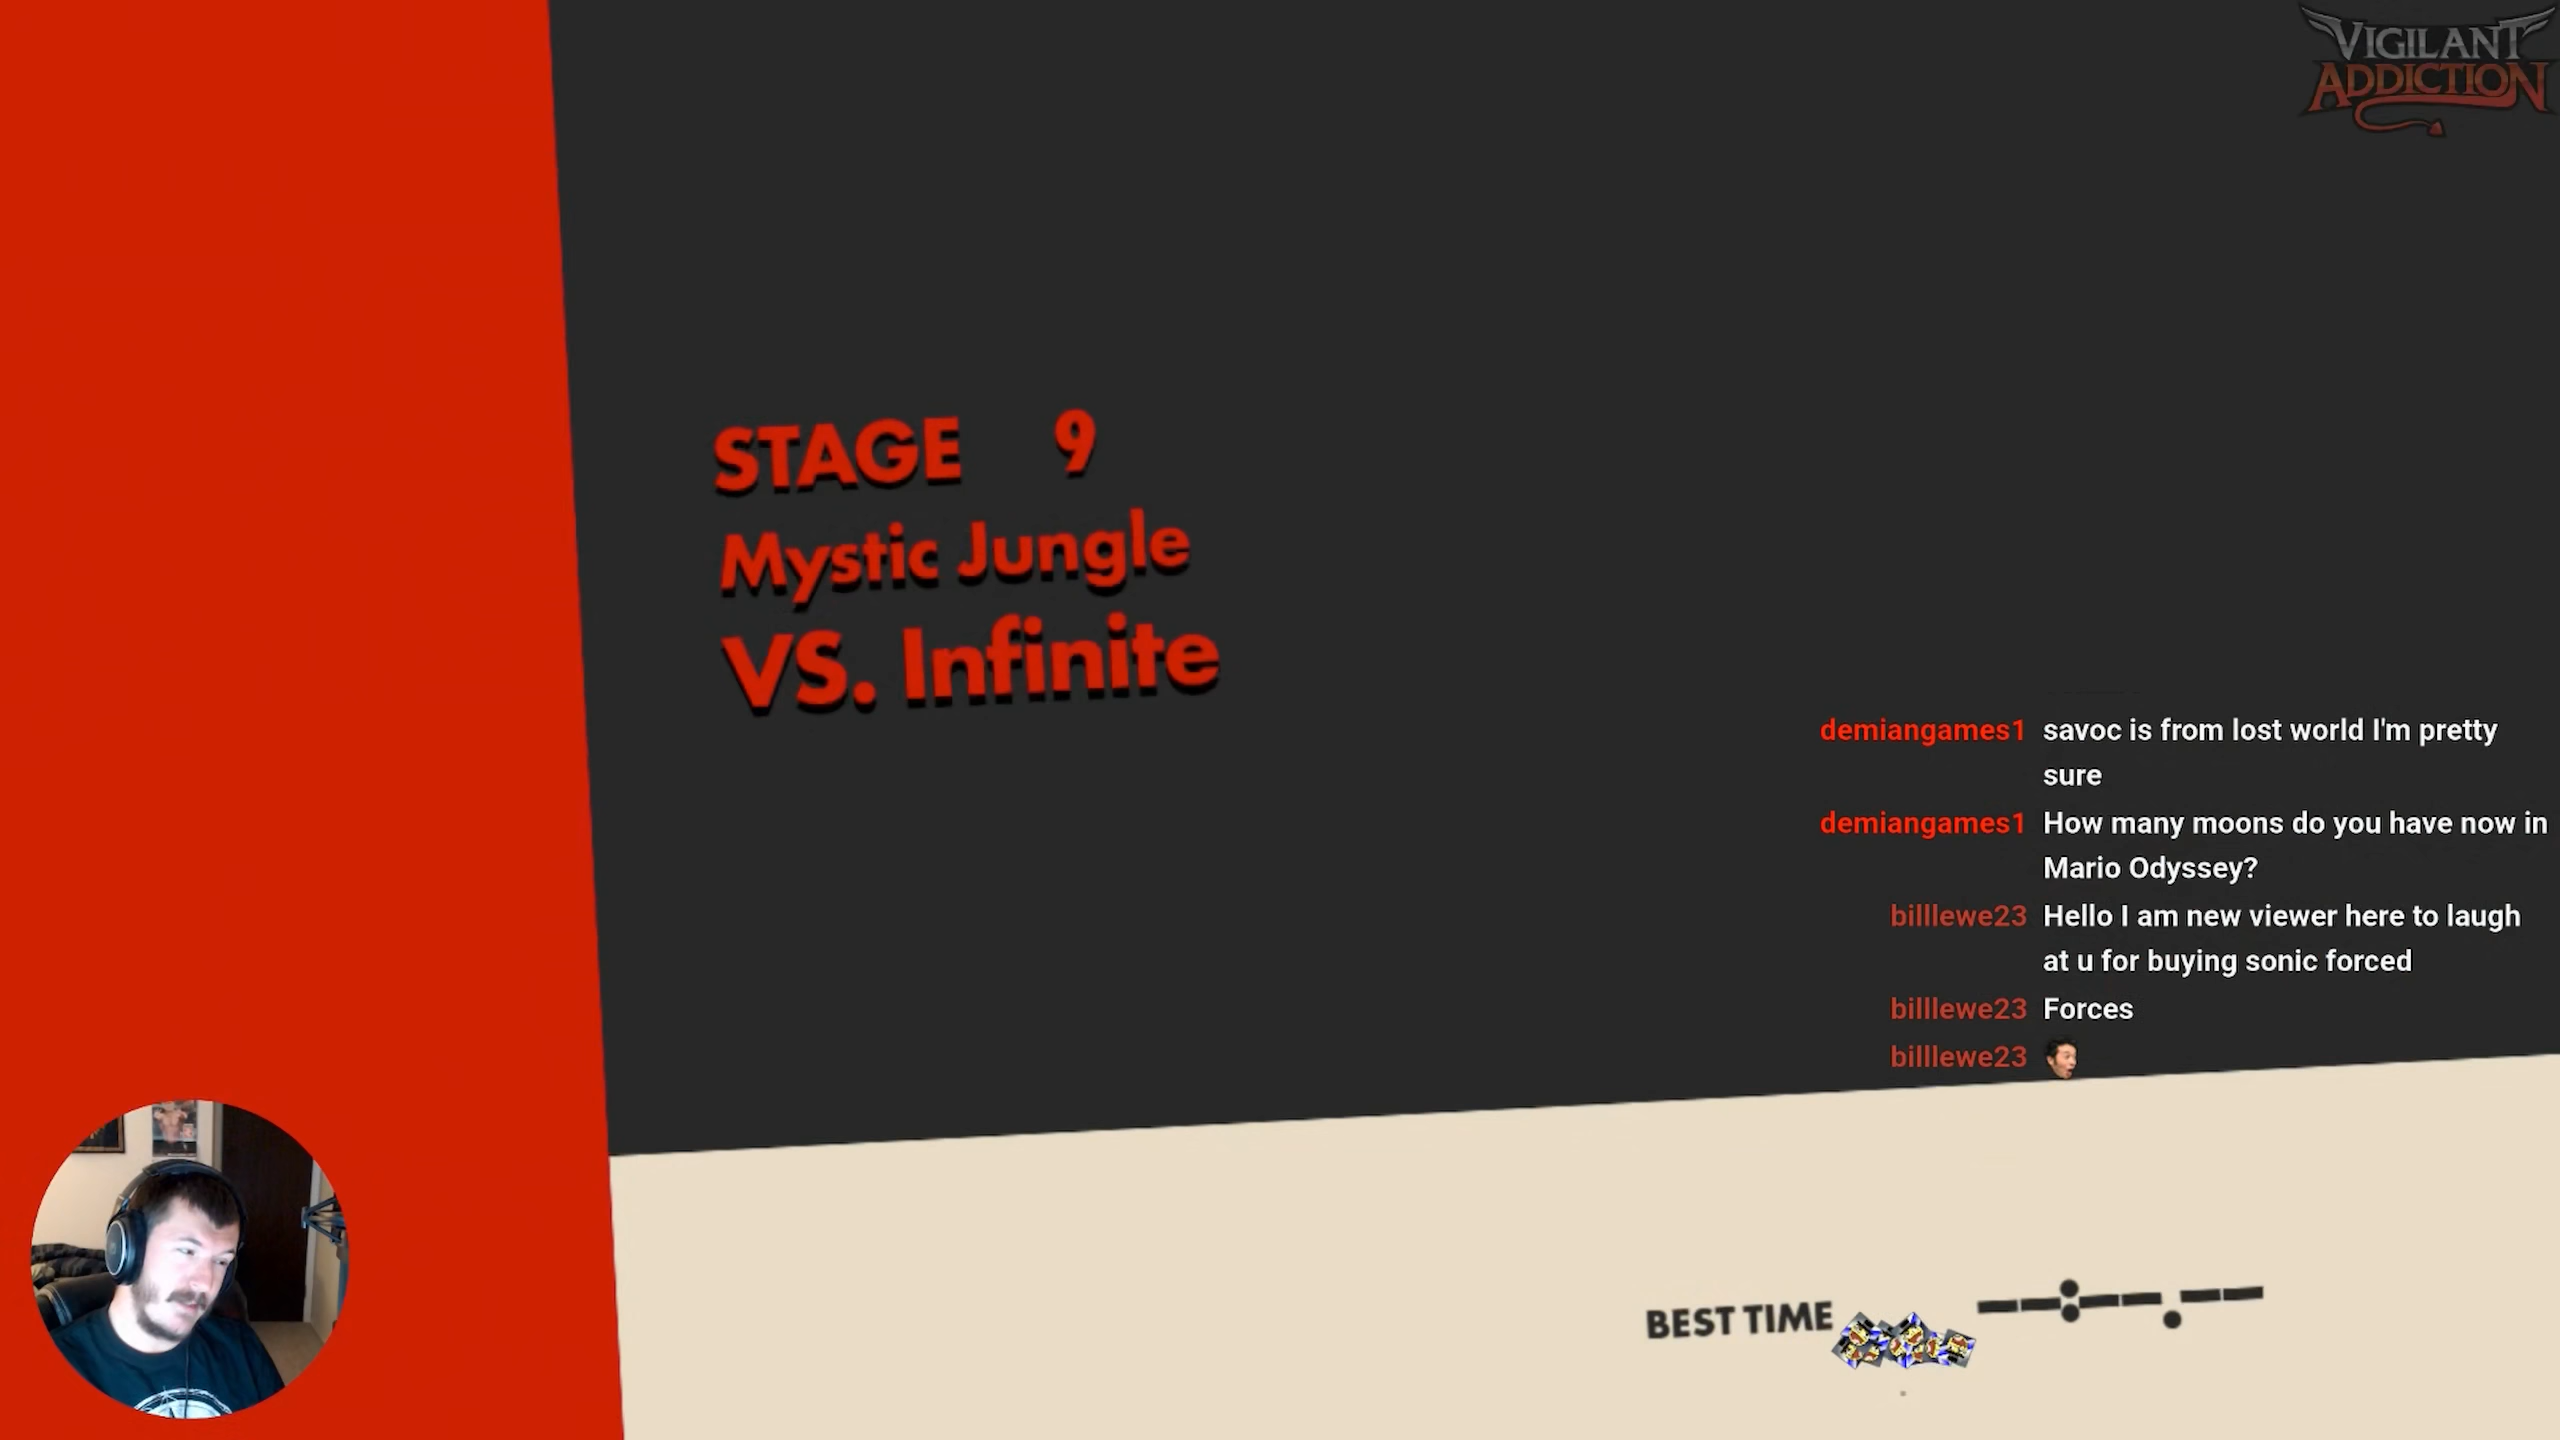 VIGILANT
ADDICTION
STAGE 9
Mystic Jungle
VS. Infinite
demiangames1 savoc is from lost world I'm pretty
sure
demiangames1 How many moons do you have now in
Mario Odyssey?
billlewe23 Hello I am new viewer here to laugh
at u for buying sonic forced
billlewe23 Forces
billlewe23
BEST TIME --:--.--